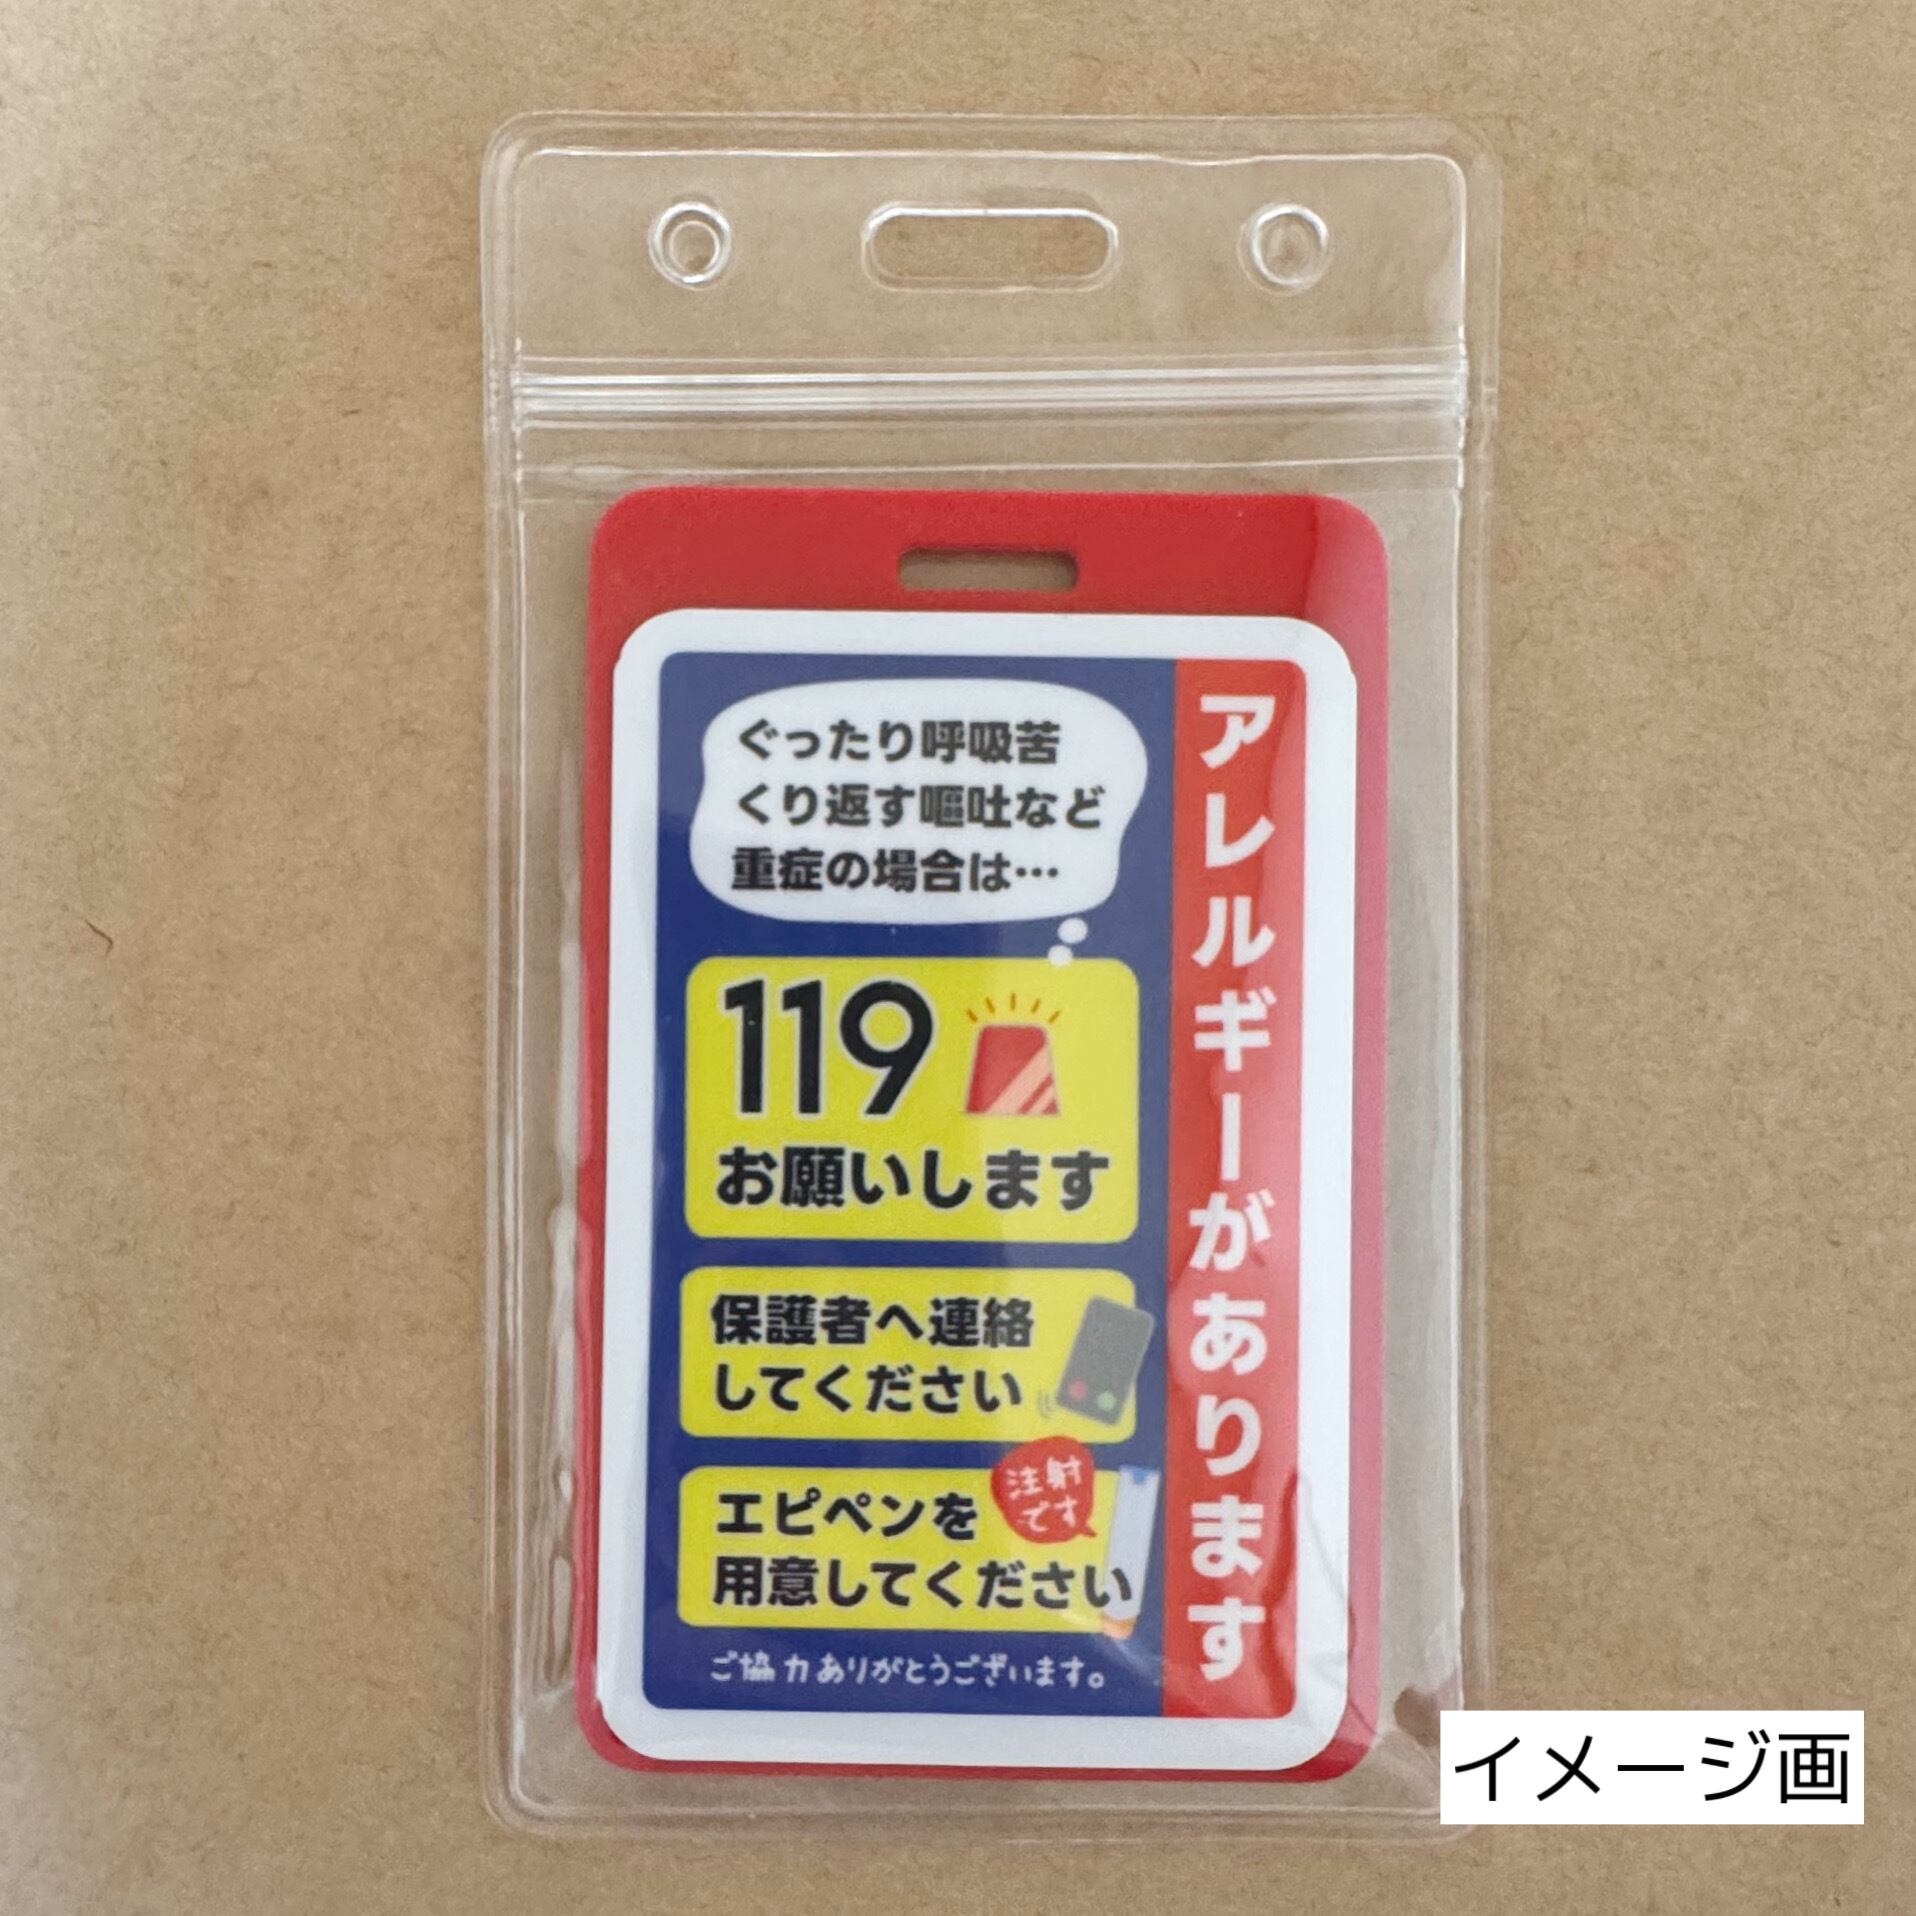 アレルギーがあります
ぐったり呼吸苦
くり返す嘔吐など
重症の場合は…
119
お願いします
保護者へ連絡
してください
注射
です
エピペンを
用意してください
ご協力ありがとうございます。
イメージ画